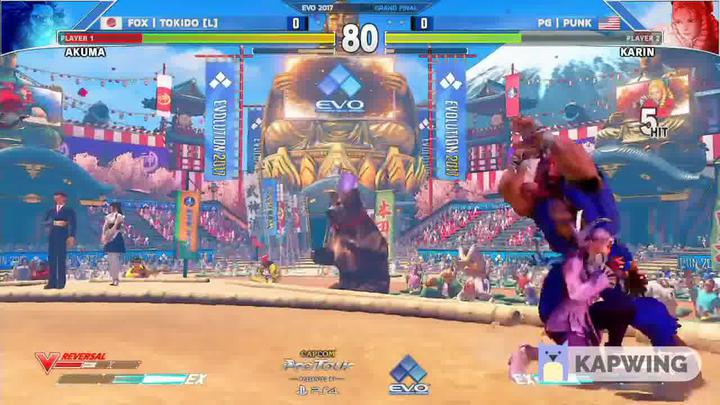 EVO 2017
GRAND FINAL
FOX | TOKIDO [L]
0
80
0
PG | PUNK
PLAYER 1
PLAYER 2
AKUMA
KARIN
EVO
EVOLUTION 2017
EVOLUTION 2017
5
HIT
V
REVERSAL
EX
CAPCOM
Pro Tour
PS4
EVO
EX
KAPWING